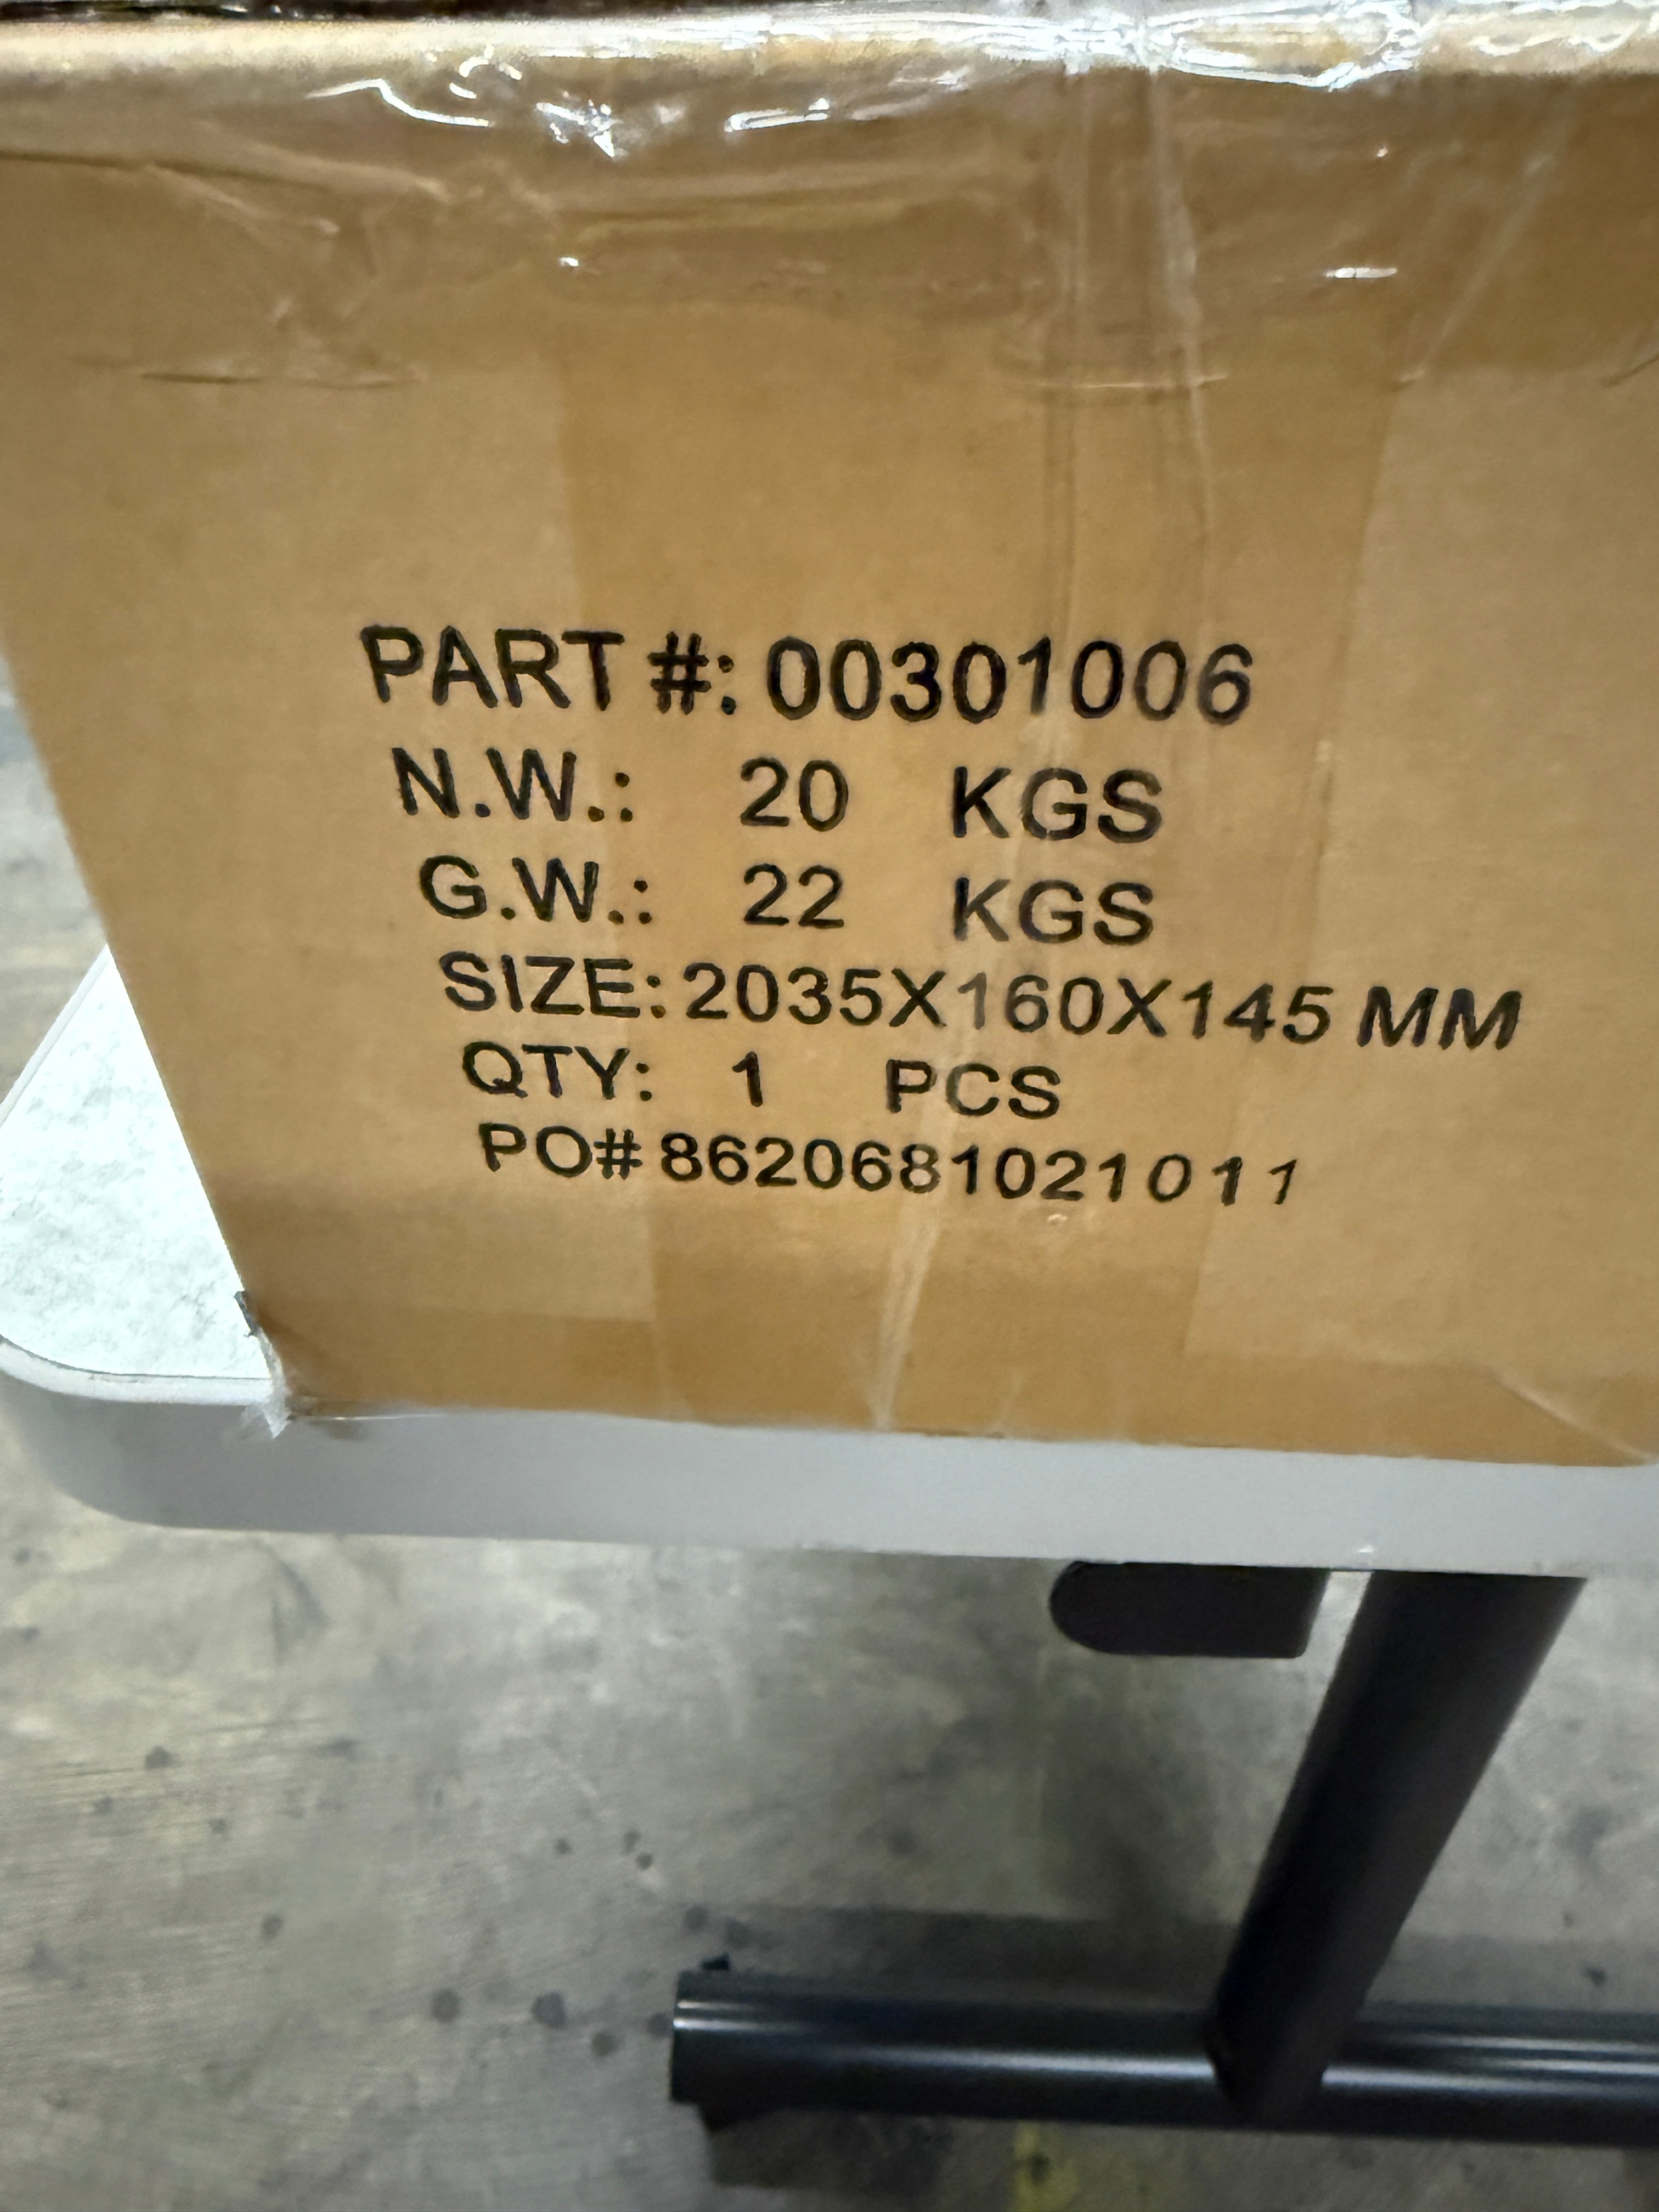 PART #: 00301006
N.W.: 20 KGS
G.W.: 22 KGS
SIZE: 2035X160X145 MM
QTY: 1 PCS
PO# 8620681021011